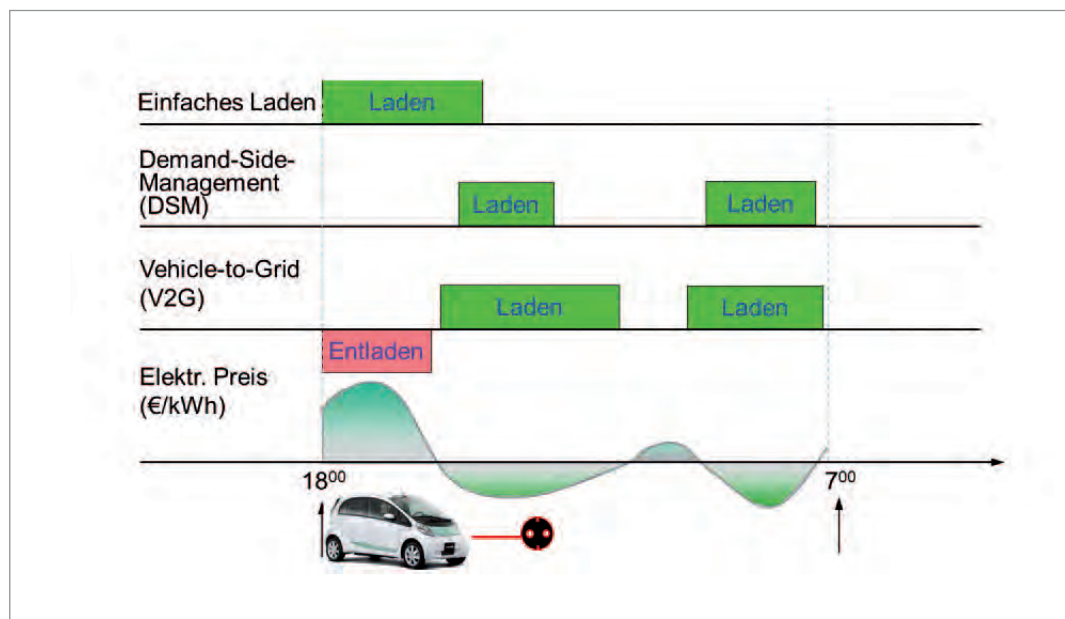 Einfaches Laden
Laden
Demand-Side-
Management
(DSM)
Laden
Laden
Vehicle-to-Grid
(V2G)
Laden
Laden
Entladen
Elektr. Preis
(€/kWh)
18⁰⁰
7⁰⁰